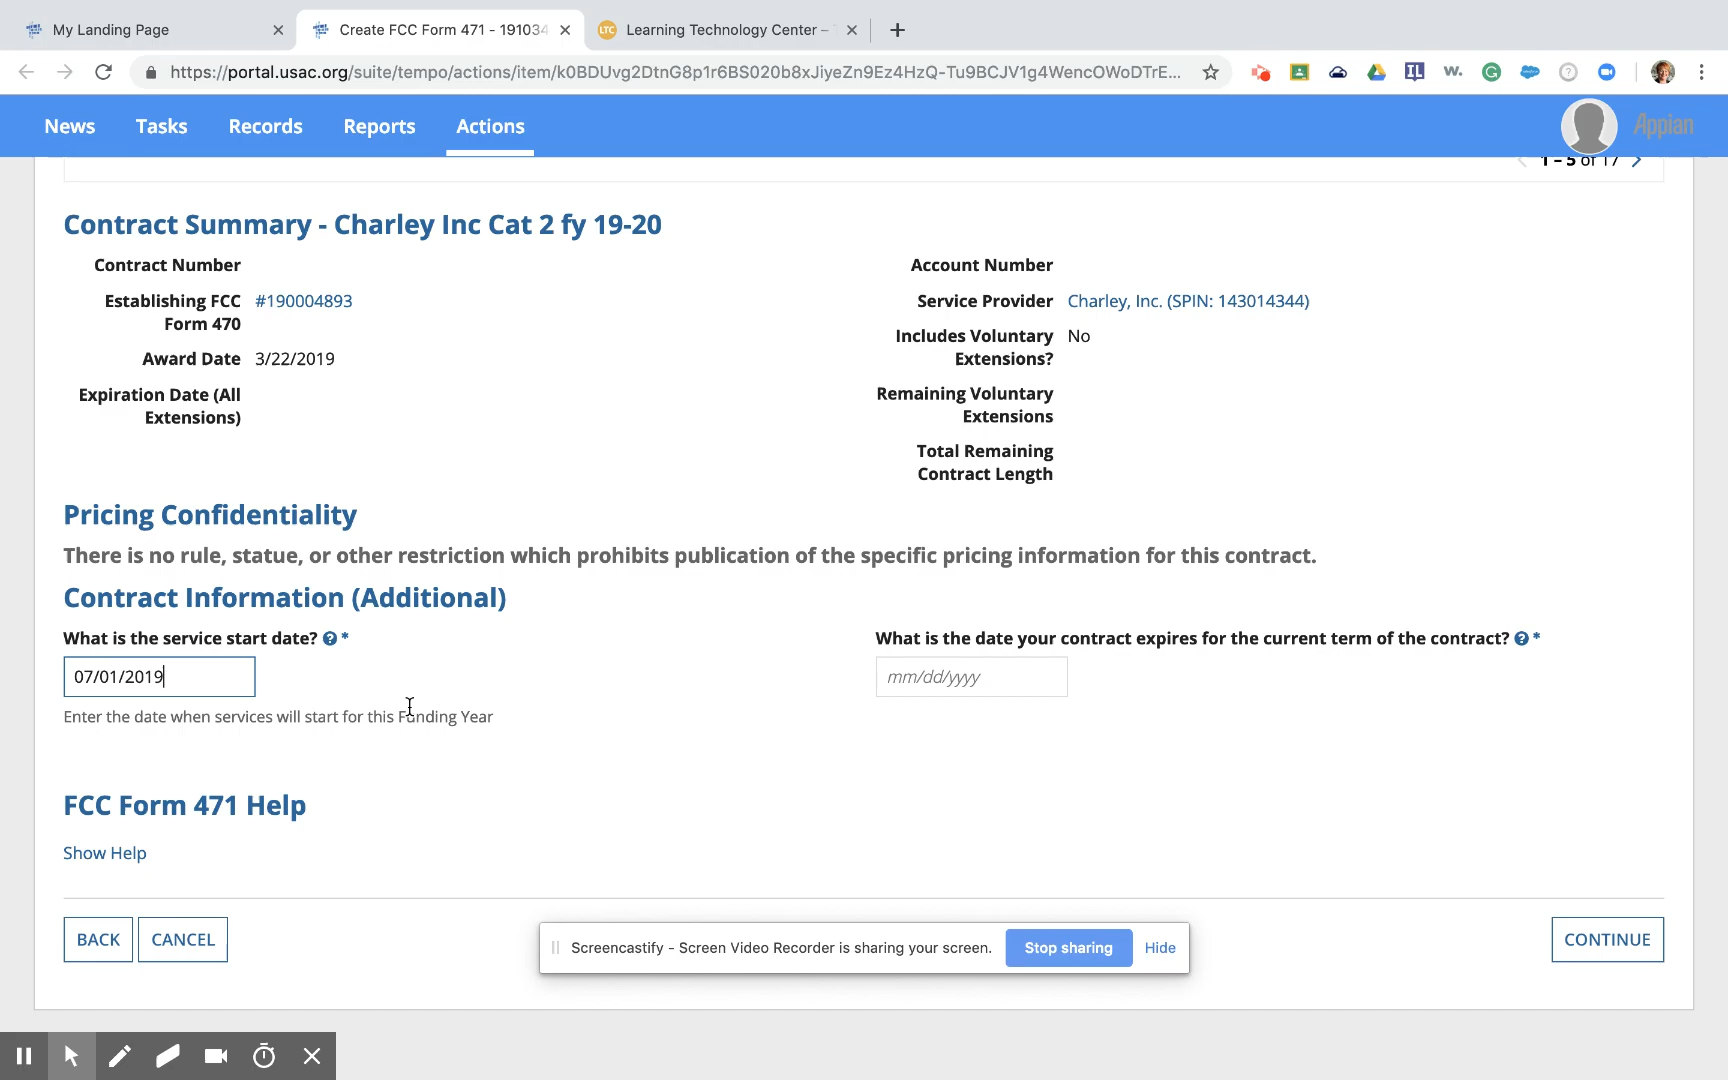 My Landing Page
Create FCC Form 471 - 191034
LTC Learning Technology Center –
https://portal.usac.org/suite/tempo/actions/item/k0BDUvg2DtnG8p1r6BS020b8xJiyeZn9Ez4HzQ-Tu9BCJV1g4WencOWoDTrE...
IL
w.
News
Tasks
Records
Reports
Actions
Appian
1 – 5 of 17
Contract Summary - Charley Inc Cat 2 fy 19-20
Contract Number
Establishing FCC Form 470 #190004893
Award Date 3/22/2019
Expiration Date (All Extensions)
Account Number
Service Provider Charley, Inc. (SPIN: 143014344)
Includes Voluntary Extensions? No
Remaining Voluntary Extensions
Total Remaining Contract Length
Pricing Confidentiality
There is no rule, statue, or other restriction which prohibits publication of the specific pricing information for this contract.
Contract Information (Additional)
What is the service start date? ? *
07/01/2019
Enter the date when services will start for this Funding Year
What is the date your contract expires for the current term of the contract? ? *
mm/dd/yyyy
FCC Form 471 Help
Show Help
BACK
CANCEL
Screencastify - Screen Video Recorder is sharing your screen.
Stop sharing
Hide
CONTINUE